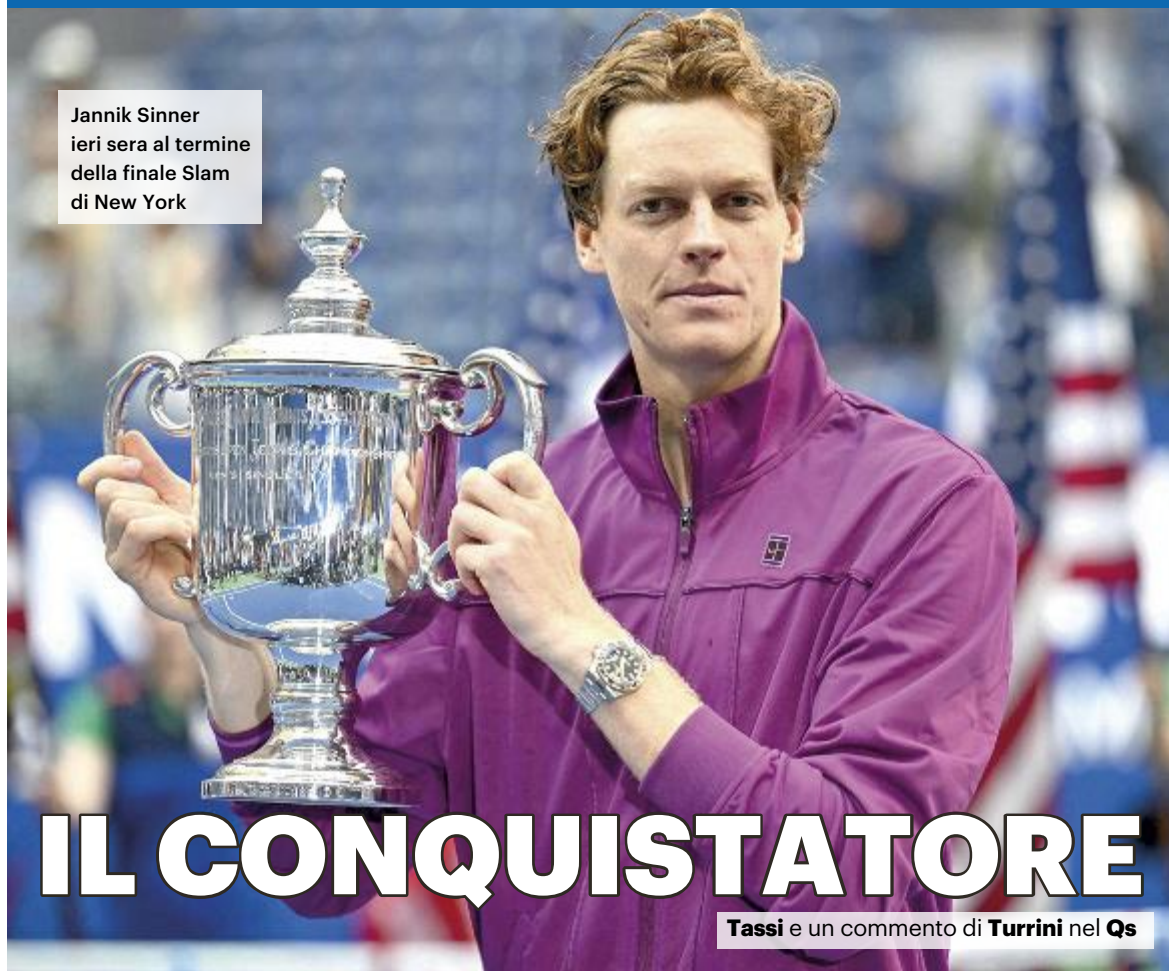 Jannik Sinner
ieri sera al termine
della finale Slam
di New York
IL CONQUISTATORE
Tassi e un commento di Turrini nel Qs